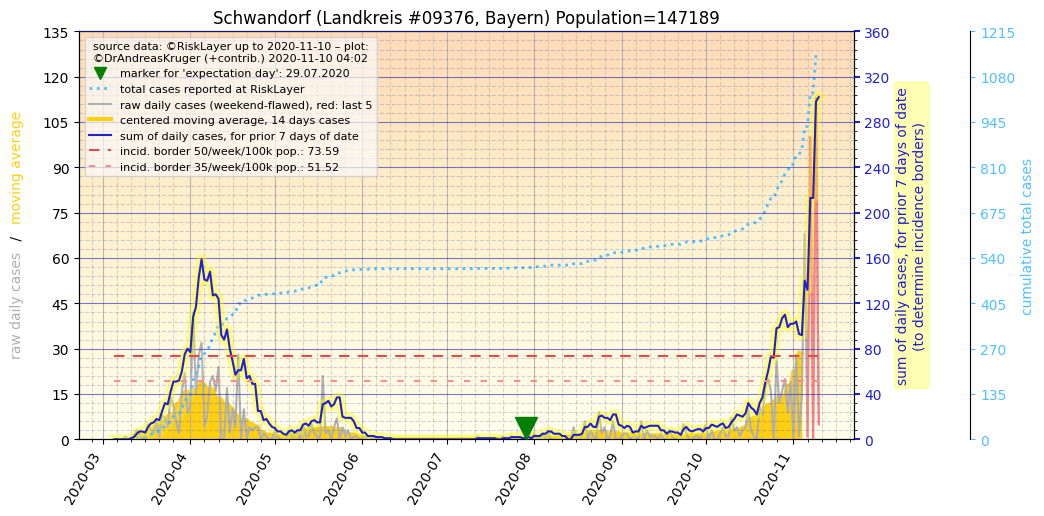 Schwandorf (Landkreis #09376, Bayern) Population=147189
source data: ©RiskLayer up to 2020-11-10 – plot:
©DrAndreasKruger (+contrib.) 2020-11-10 04:02
marker for 'expectation day': 29.07.2020
total cases reported at RiskLayer
raw daily cases (weekend-flawed), red: last 5
centered moving average, 14 days cases
sum of daily cases, for prior 7 days of date
incid. border 50/week/100k pop.: 73.59
incid. border 35/week/100k pop.: 51.52
raw daily cases / moving average
135
120
105
90
75
60
45
30
15
0
2020-03
2020-04
2020-05
2020-06
2020-07
2020-08
2020-09
2020-10
2020-11
360
320
280
240
200
160
120
80
40
0
sum of daily cases, for prior 7 days of date
(to determine incidence borders)
1215
1080
945
810
675
540
405
270
135
0
cumulative total cases